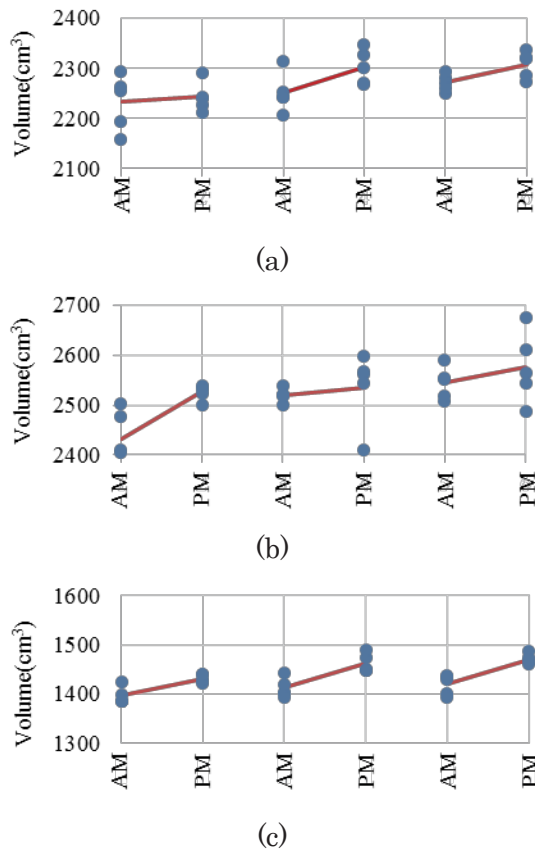 2400
2300
2200
2100
Volume(cm³)
AM PM AM PM AM PM
(a)
2700
2600
2500
2400
Volume(cm³)
AM PM AM PM AM PM
(b)
1600
1500
1400
1300
Volume(cm³)
AM PM AM PM AM PM
(c)